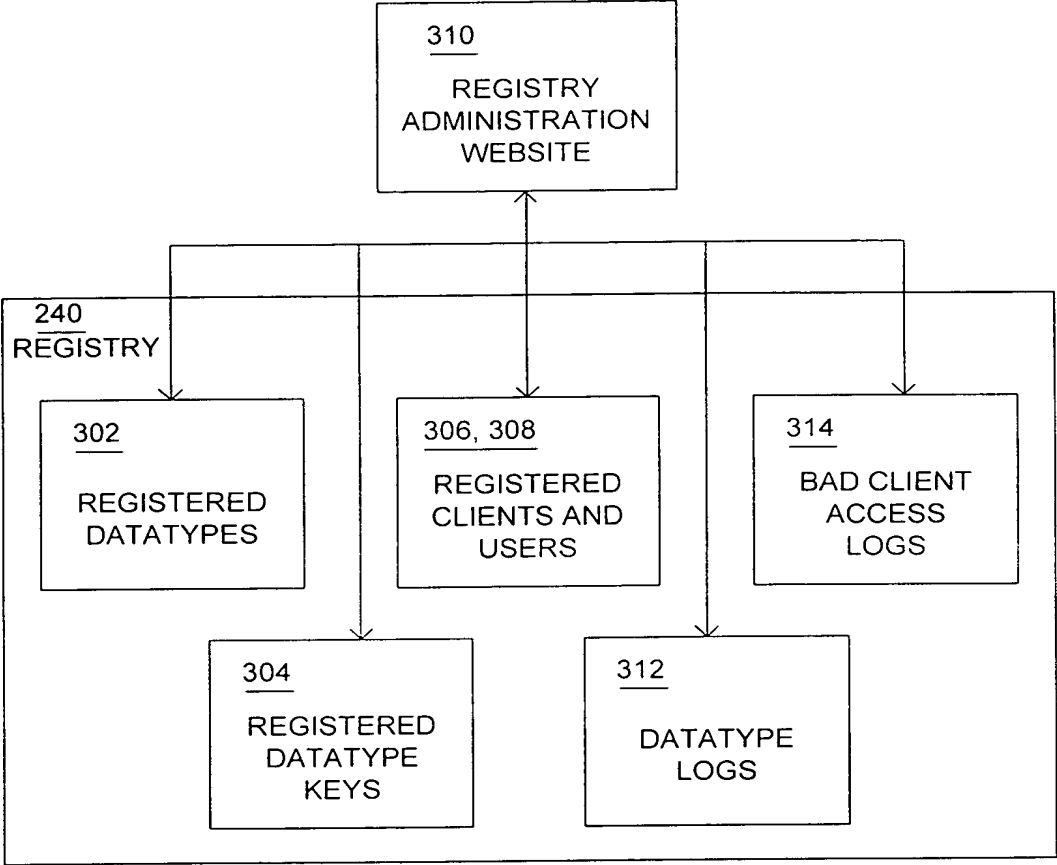 310
REGISTRY
ADMINISTRATION
WEBSITE
240
REGISTRY
302
REGISTERED
DATATYPES
306, 308
REGISTERED
CLIENTS AND
USERS
314
BAD CLIENT
ACCESS
LOGS
304
REGISTERED
DATATYPE
KEYS
312
DATATYPE
LOGS